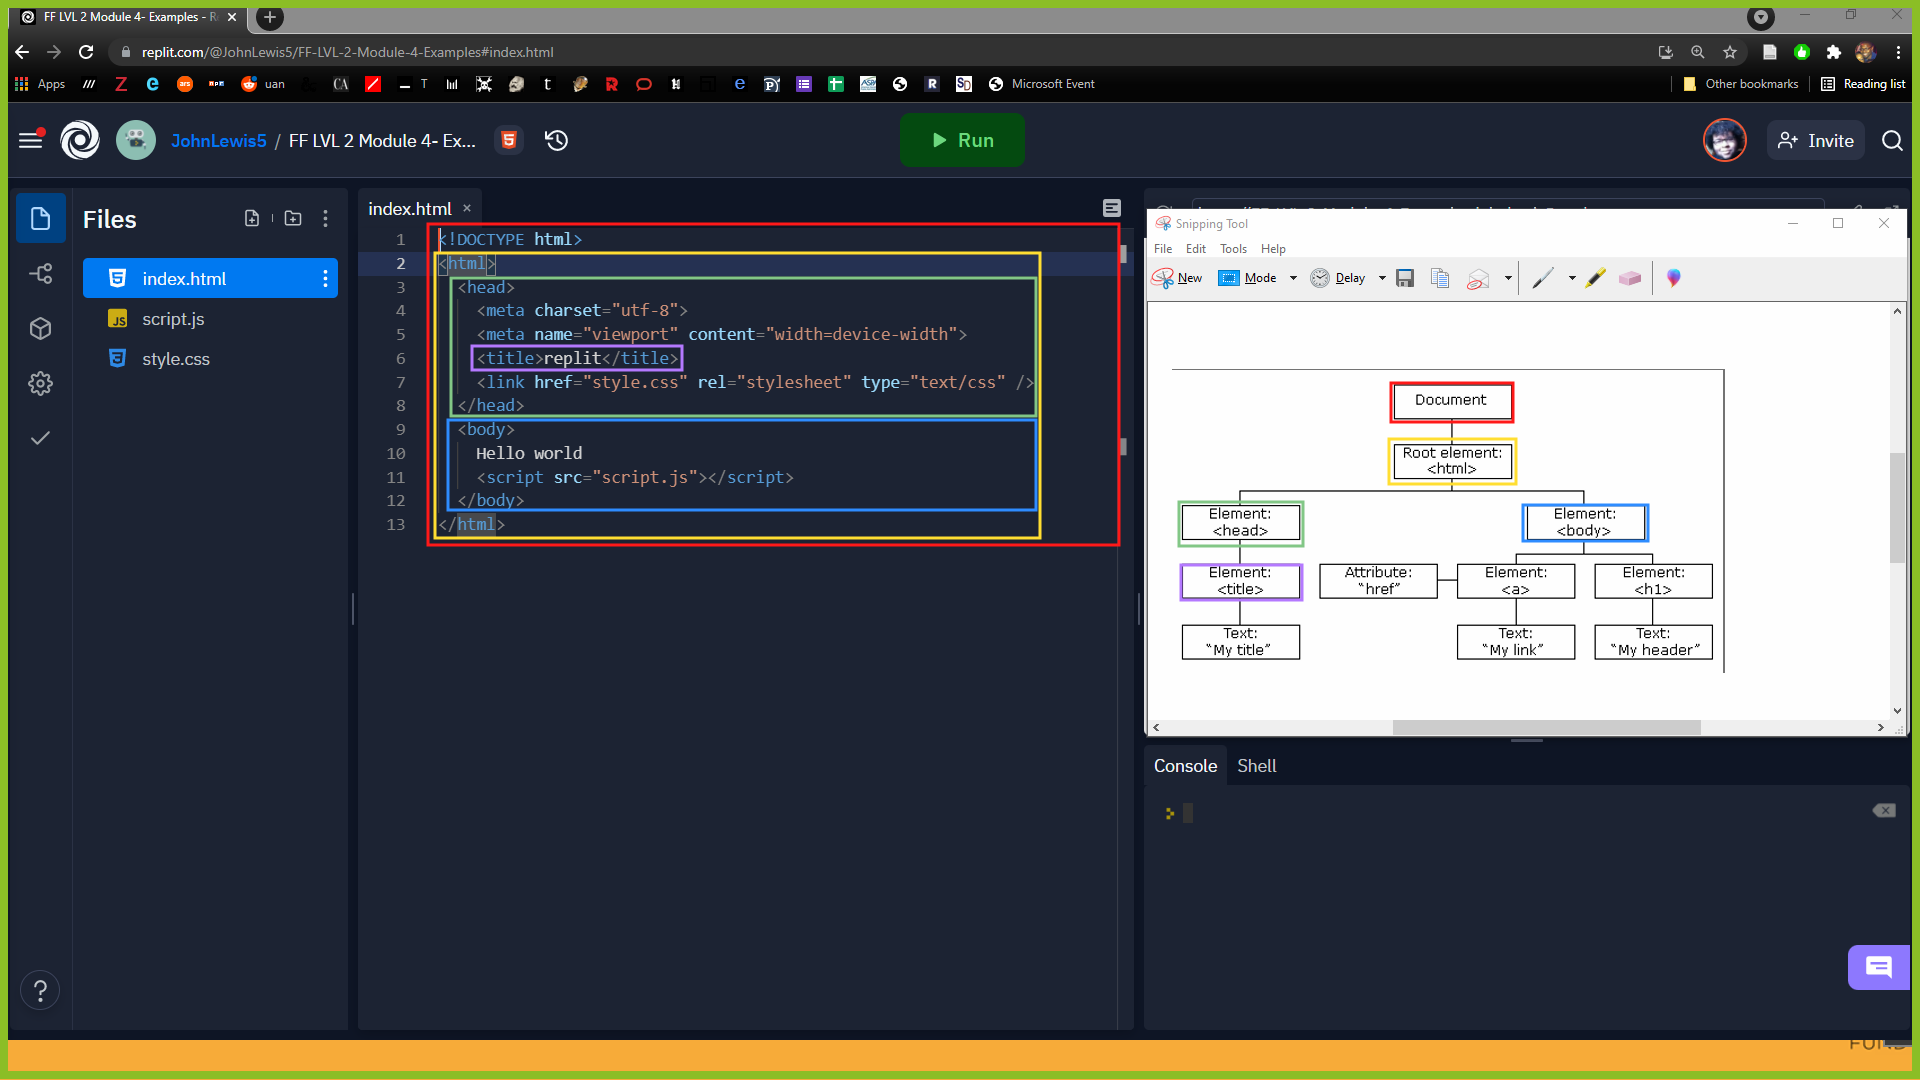 FF LVL 2 Module 4- Examples - R
replit.com/@JohnLewis5/FF-LVL-2-Module-4-Examples#index.html
Apps
uan
CA
T
Microsoft Event
Other bookmarks
Reading list
JohnLewis5 / FF LVL 2 Module 4- Ex...
Run
Invite
Files
index.html
script.js
style.css
index.html
1 <!DOCTYPE html>
2 <html>
3 <head>
4 <meta charset="utf-8">
5 <meta name="viewport" content="width=device-width">
6 <title>replit</title>
7 <link href="style.css" rel="stylesheet" type="text/css" />
8 </head>
9 <body>
10 Hello world
11 <script src="script.js"></script>
12 </body>
13 </html>
Snipping Tool
File Edit Tools Help
New Mode Delay
Document
Root element:
<html>
Element:
<head>
Element:
<body>
Element:
<title>
Attribute:
"href"
Element:
<a>
Element:
<h1>
Text:
"My title"
Text:
"My link"
Text:
"My header"
Console Shell